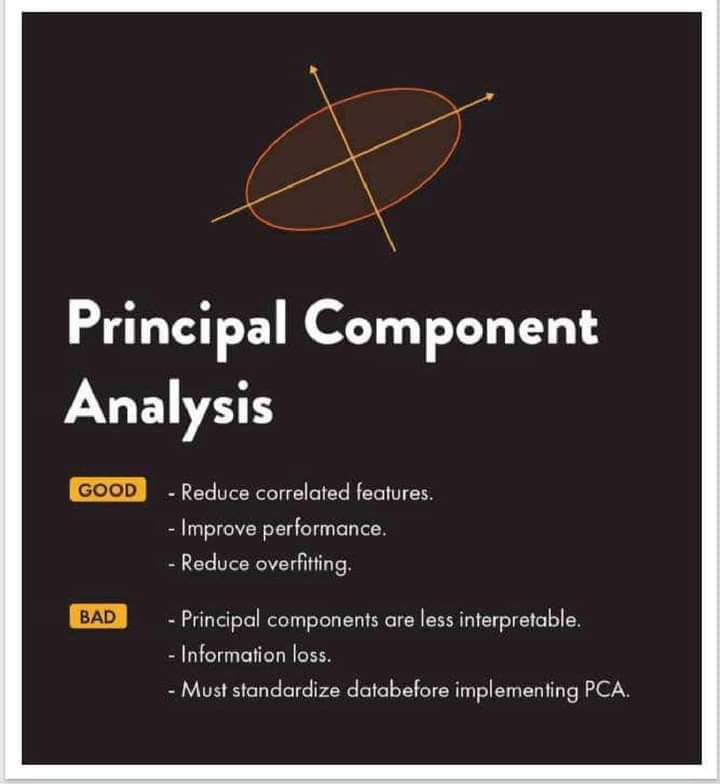 Principal Component
Analysis
GOOD - Reduce correlated features.
- Improve performance.
- Reduce overfitting.
BAD - Principal components are less interpretable.
- Information loss.
- Must standardize databefore implementing PCA.